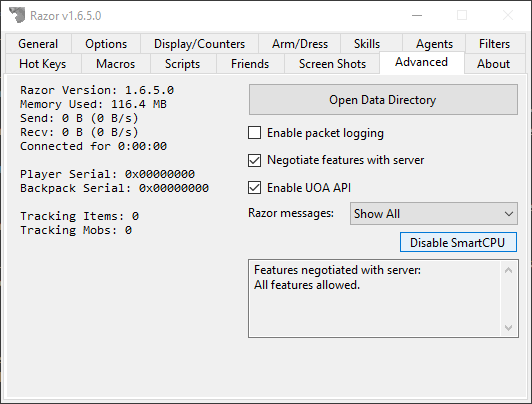 Razor v1.6.5.0
General Options Display/Counters Arm/Dress Skills Agents Filters
Hot Keys Macros Scripts Friends Screen Shots Advanced About
Razor Version: 1.6.5.0
Memory Used: 116.4 MB
Send: 0 B (0 B/s)
Recv: 0 B (0 B/s)
Connected for 0:00:00
Player Serial: 0x00000000
Backpack Serial: 0x00000000
Tracking Items: 0
Tracking Mobs: 0
Open Data Directory
Enable packet logging
Negotiate features with server
Enable UOA API
Razor messages: Show All
Disable SmartCPU
Features negotiated with server:
All features allowed.